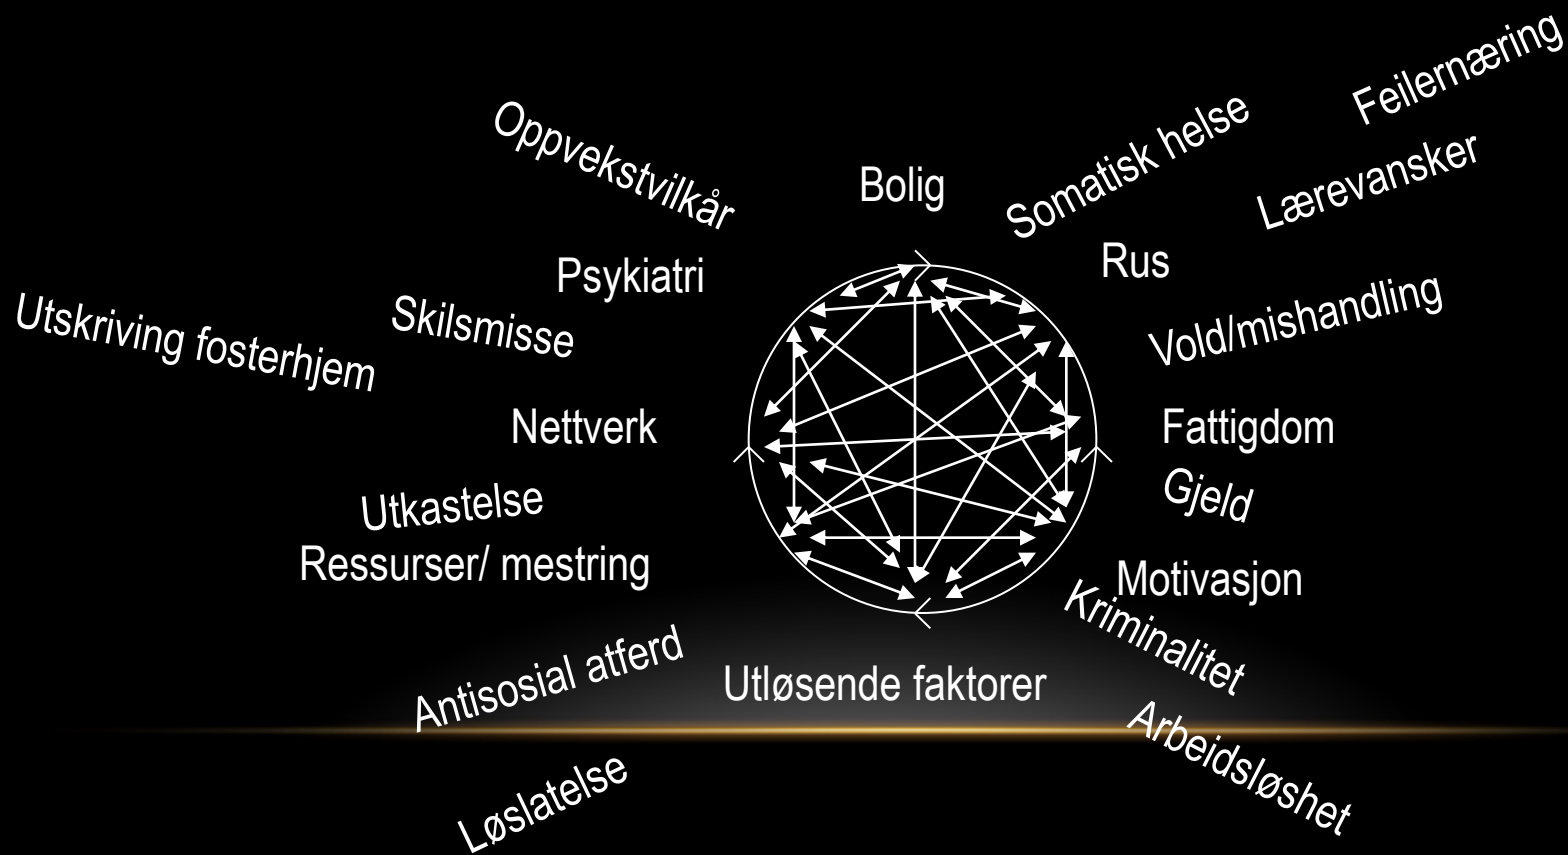 Feilernæring
Oppvekstvilkår
Somatisk helse
Bolig
Lærevansker
Rus
Psykiatri
Utskriving fosterhjem
Skilsmisse
Vold/mishandling
Nettverk
Fattigdom
Utkastelse
Gjeld
Ressurser/ mestring
Motivasjon
Kriminalitet
Antisosial atferd
Utløsende faktorer
Arbeidsløshet
Løslatelse